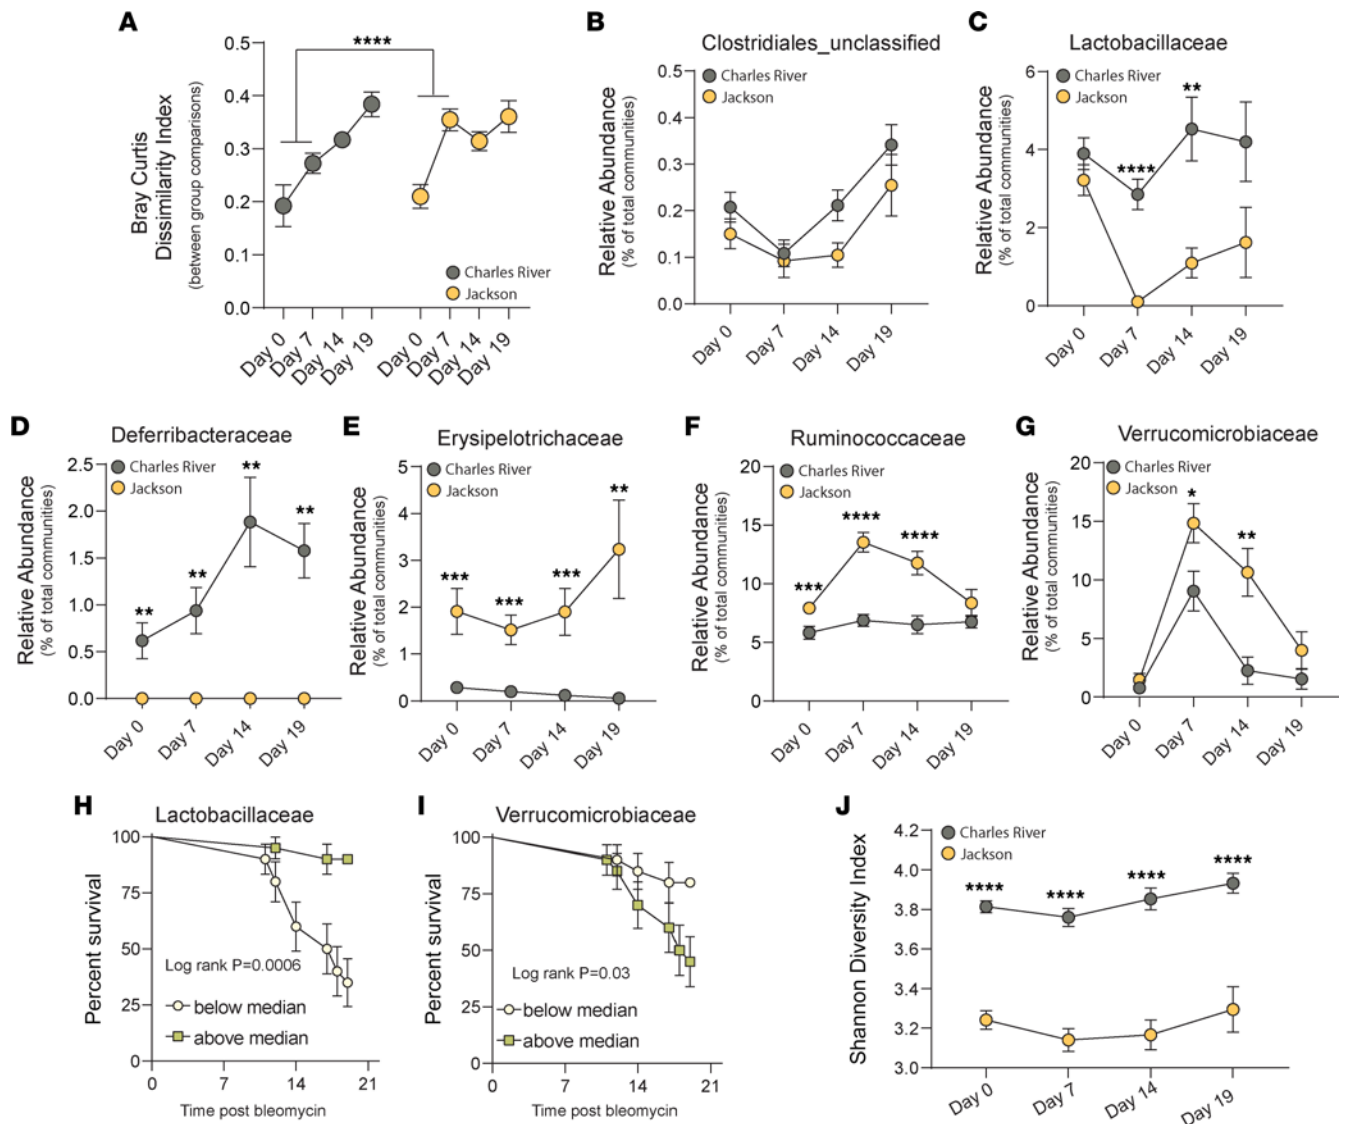 A
Bray Curtis
Dissimilarity Index
(between group comparisons)
0.5
0.4
0.3
0.2
0.1
0.0
****
Charles River
Jackson
Day 0
Day 7
Day 14
Day 19
Day 0
Day 7
Day 14
Day 19
B
Clostridiales_unclassified
Relative Abundance
(% of total communities)
0.5
0.4
0.3
0.2
0.1
0.0
Charles River
Jackson
Day 0
Day 7
Day 14
Day 19
C
Lactobacillaceae
Relative Abundance
(% of total communities)
6
4
2
0
Charles River
Jackson
****
**
Day 0
Day 7
Day 14
Day 19
D
Deferribacteraceae
Relative Abundance
(% of total communities)
2.5
2.0
1.5
1.0
0.5
0.0
Charles River
Jackson
**
**
**
**
Day 0
Day 7
Day 14
Day 19
E
Erysipelotrichaceae
Relative Abundance
(% of total communities)
5
4
3
2
1
0
Charles River
Jackson
***
***
***
**
Day 0
Day 7
Day 14
Day 19
F
Ruminococcaceae
Relative Abundance
(% of total communities)
20
15
10
5
0
Charles River
Jackson
***
****
****
Day 0
Day 7
Day 14
Day 19
G
Verrucomicrobiaceae
Relative Abundance
(% of total communities)
20
15
10
5
0
Charles River
Jackson
*
**
Day 0
Day 7
Day 14
Day 19
H
Lactobacillaceae
Percent survival
100
75
50
25
0
Log rank P=0.0006
below median
above median
0
7
14
21
Time post bleomycin
I
Verrucomicrobiaceae
Percent survival
100
75
50
25
0
Log rank P=0.03
below median
above median
0
7
14
21
Time post bleomycin
J
Shannon Diversity Index
4.2
4.0
3.8
3.6
3.4
3.2
3.0
Charles River
Jackson
****
****
****
****
Day 0
Day 7
Day 14
Day 19